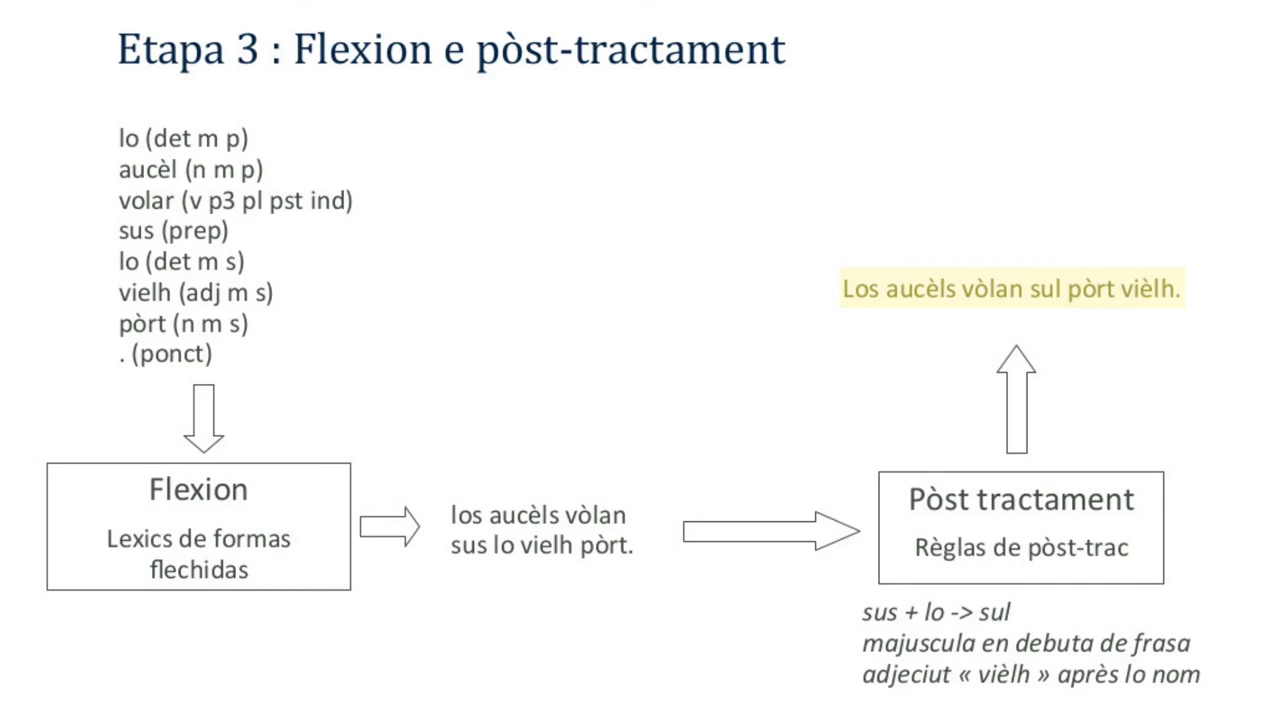 Etapa 3 : Flexion e pòst-tractament
lo (det m p)
aucèl (n m p)
volar (v p3 pl pst ind)
sus (prep)
lo (det m s)
vielh (adj m s)
pòrt (n m s)
. (ponct)
Flexion
Lexics de formas
flechidas
los aucèls vòlan
sus lo vielh pòrt.
Pòst tractament
Règlas de pòst-trac
sus + lo -> sul
majuscula en debuta de frasa
adjeciut « vièlh » après lo nom
Los aucèls vòlan sul pòrt vièlh.